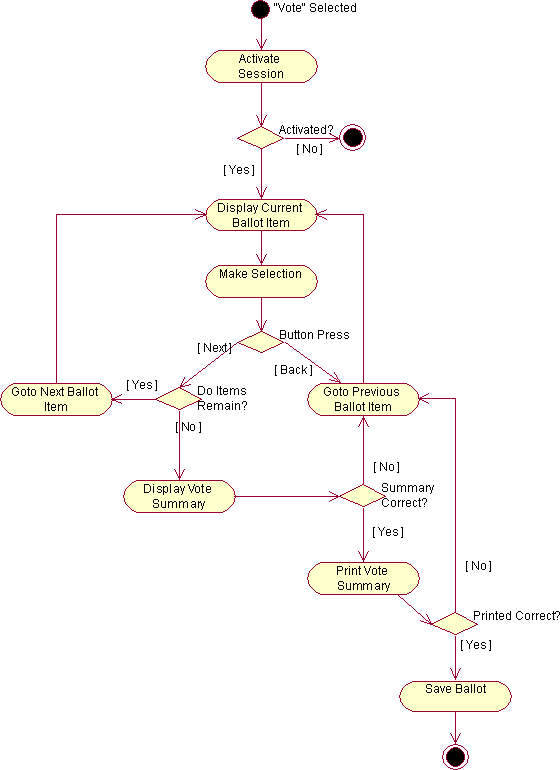 "Vote" Selected
Activate
Session
Activated?
[ No ]
[ Yes ]
Display Current
Ballot Item
Make Selection
Button Press
[ Next ]
[ Back ]
[ Yes ]
Do Items
Remain?
Goto Next Ballot
Item
Goto Previous
Ballot Item
[ No ]
[ No ]
Display Vote
Summary
Summary
Correct?
[ Yes ]
Print Vote
Summary
[ No ]
Printed Correct?
[ Yes ]
Save Ballot